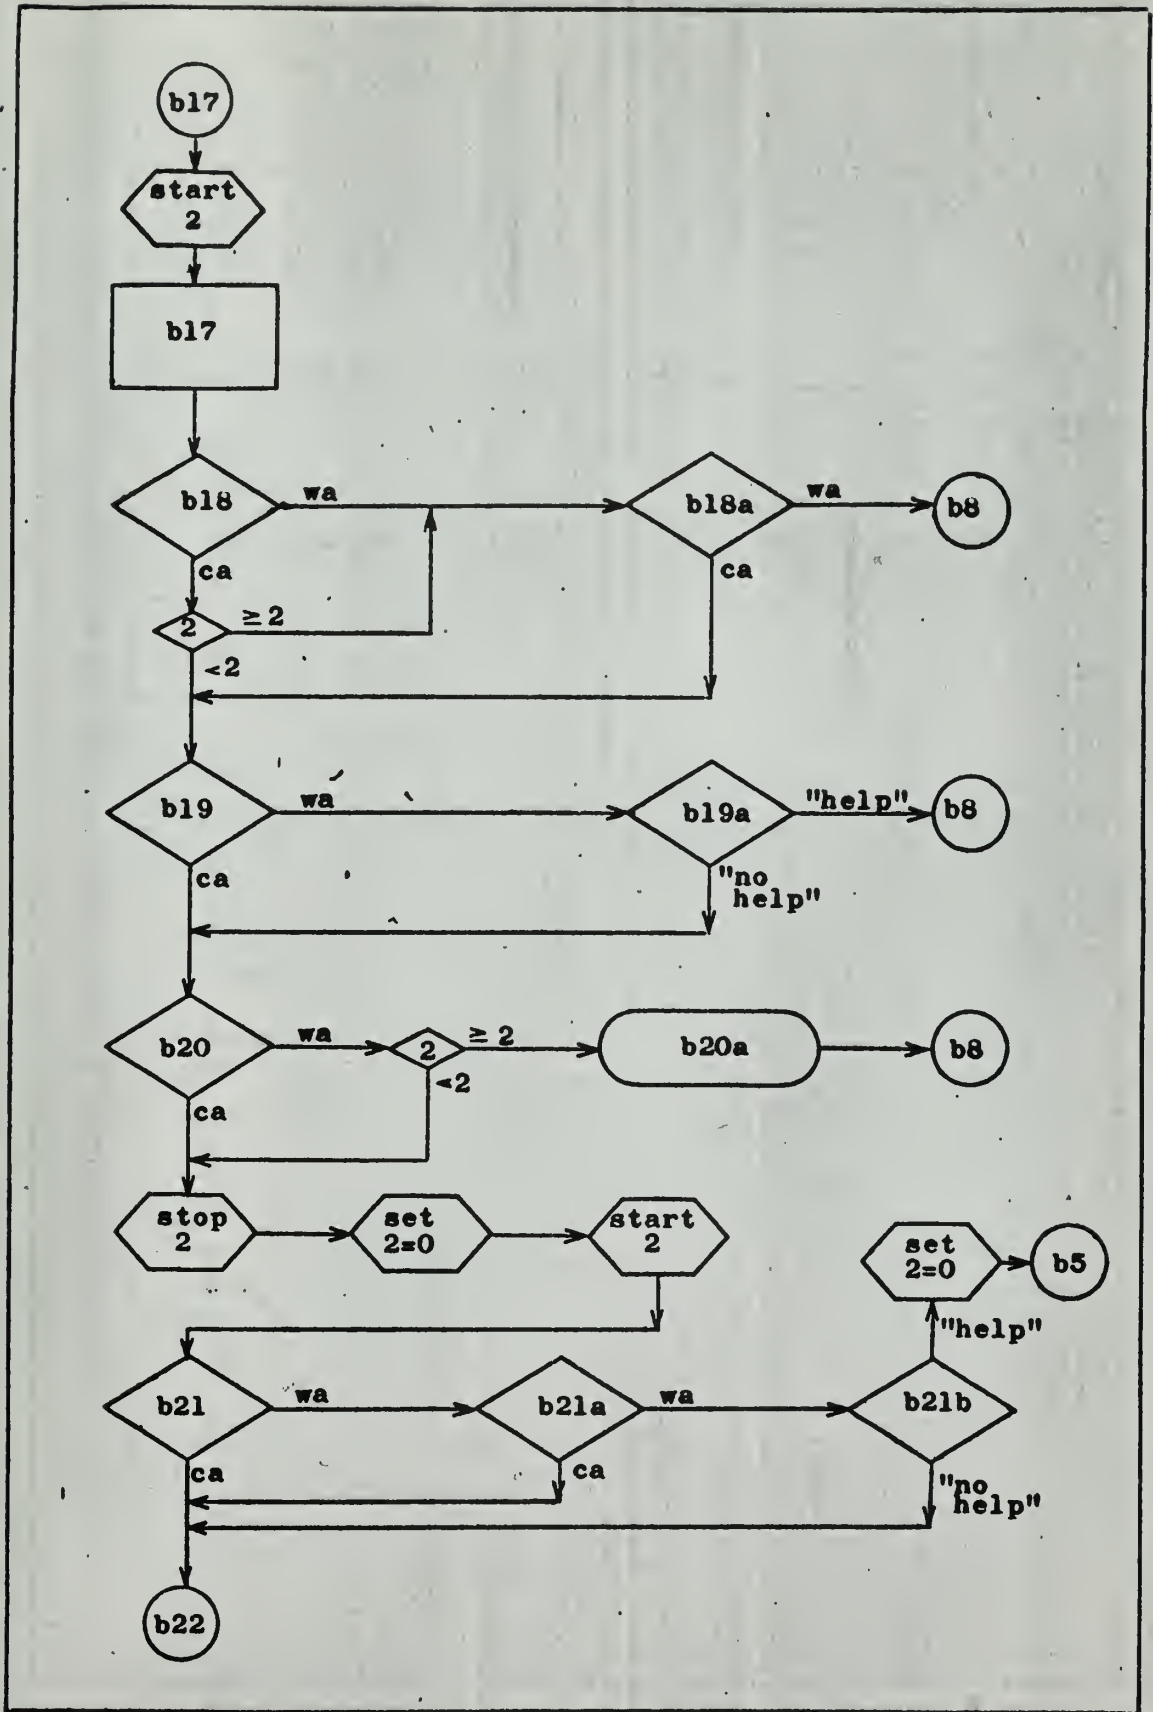 b17
start
2
b17
b18
wa
b18a
wa
b8
ca
ca
2
≥2
<2
b19
wa
b19a
"help"
b8
ca
"no
help"
b20
wa
2
≥2
b20a
b8
<2
ca
stop
2
set
2=0
start
2
set
2=0
b5
"help"
b21
wa
b21a
wa
b21b
ca
ca
"no
help"
b22